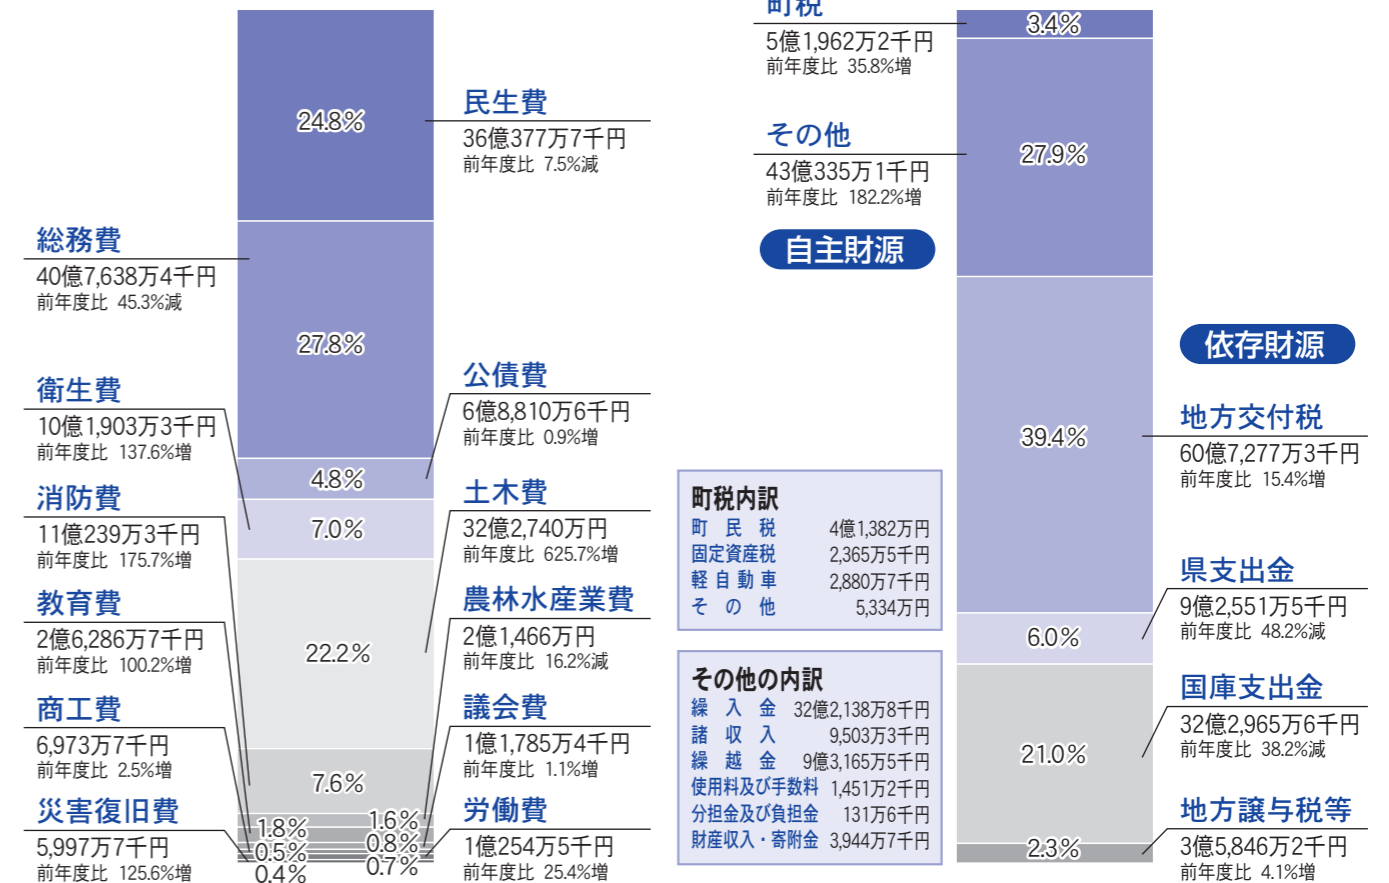 24.8%
民生費
36億377万7千円
前年度比 7.5%減
総務費
40億7,638万4千円
前年度比 45.3%減
27.8%
衛生費
10億1,903万3千円
前年度比 137.6%増
公債費
6億8,810万6千円
前年度比 0.9%増
4.8%
消防費
11億239万3千円
前年度比 175.7%増
7.0%
土木費
32億2,740万円
前年度比 625.7%増
教育費
2億6,286万7千円
前年度比 100.2%増
22.2%
農林水産業費
2億1,466万円
前年度比 16.2%減
商工費
6,973万7千円
前年度比 2.5%増
7.6%
議会費
1億1,785万4千円
前年度比 1.1%増
災害復旧費
5,997万7千円
前年度比 125.6%増
1.8%
1.6%
0.5%
0.8%
0.4%
0.7%
労働費
1億254万5千円
前年度比 25.4%増
町税
5億1,962万2千円
前年度比 35.8%増
3.4%
その他
43億335万1千円
前年度比 182.2%増
27.9%
自主財源
依存財源
39.4%
地方交付税
60億7,277万3千円
前年度比 15.4%増
県支出金
9億2,551万5千円
前年度比 48.2%減
6.0%
国庫支出金
32億2,965万6千円
前年度比 38.2%減
21.0%
地方譲与税等
3億5,846万2千円
前年度比 4.1%増
2.3%
町税内訳
町民税 4億1,382万円
固定資産税 2,365万5千円
軽自動車 2,880万7千円
その他 5,334万円
その他の内訳
繰入金 32億2,138万8千円
諸収入 9,503万3千円
繰越金 9億3,165万5千円
使用料及び手数料 1,451万2千円
分担金及び負担金 131万6千円
財産収入・寄附金 3,944万7千円